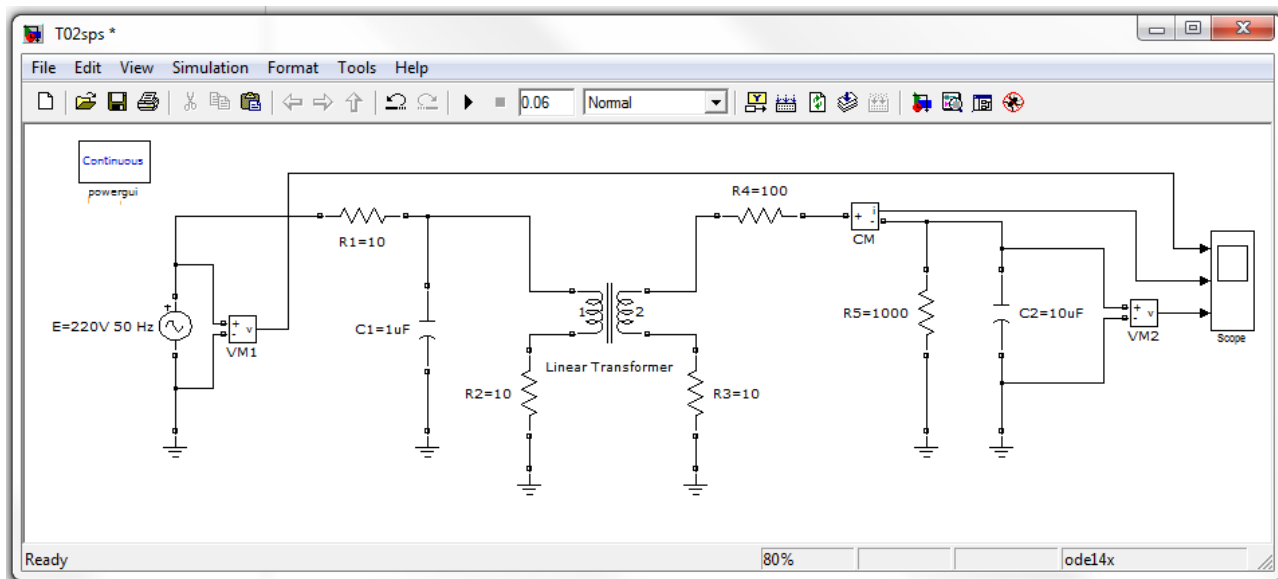 T02sps *
File Edit View Simulation Format Tools Help
0.06 Normal
Continuous
powergui
R4=100
i
+
-
CM
R1=10
+
E=220V 50 Hz
+
-
v
VM1
C1=1uF
1
2
R5=1000
C2=10uF
+
-
v
VM2
Scope
Linear Transformer
R2=10
R3=10
Ready 80% ode14x